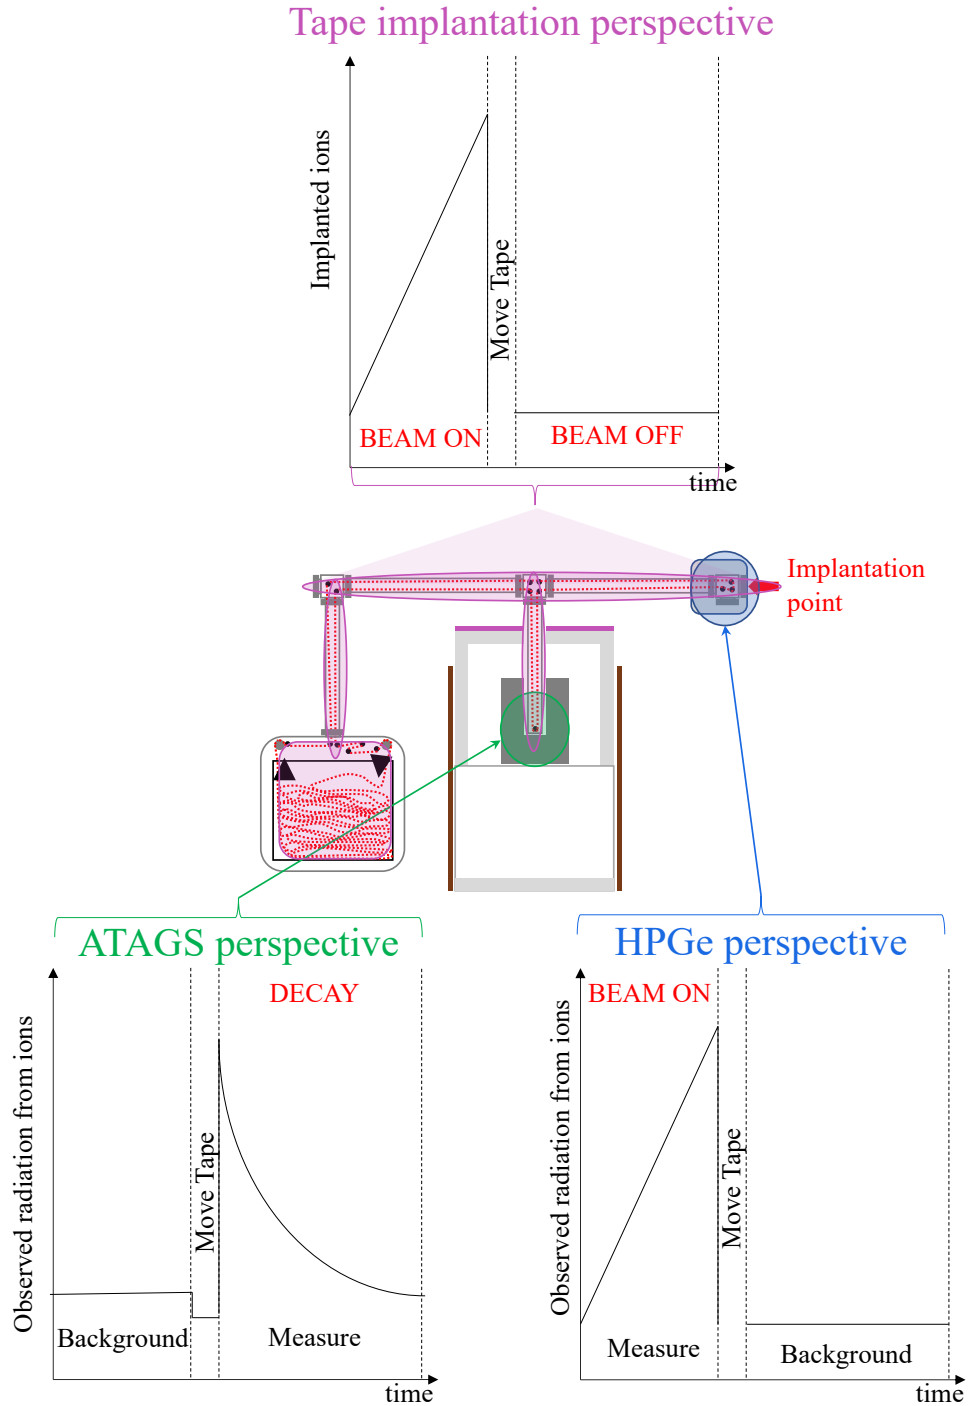 Tape implantation perspective
Implanted ions
Move Tape
BEAM ON
BEAM OFF
time
Implantation
point
ATAGS perspective
DECAY
Observed radiation from ions
Move Tape
Background
Measure
time
HPGe perspective
BEAM ON
Observed radiation from ions
Move Tape
Measure
Background
time